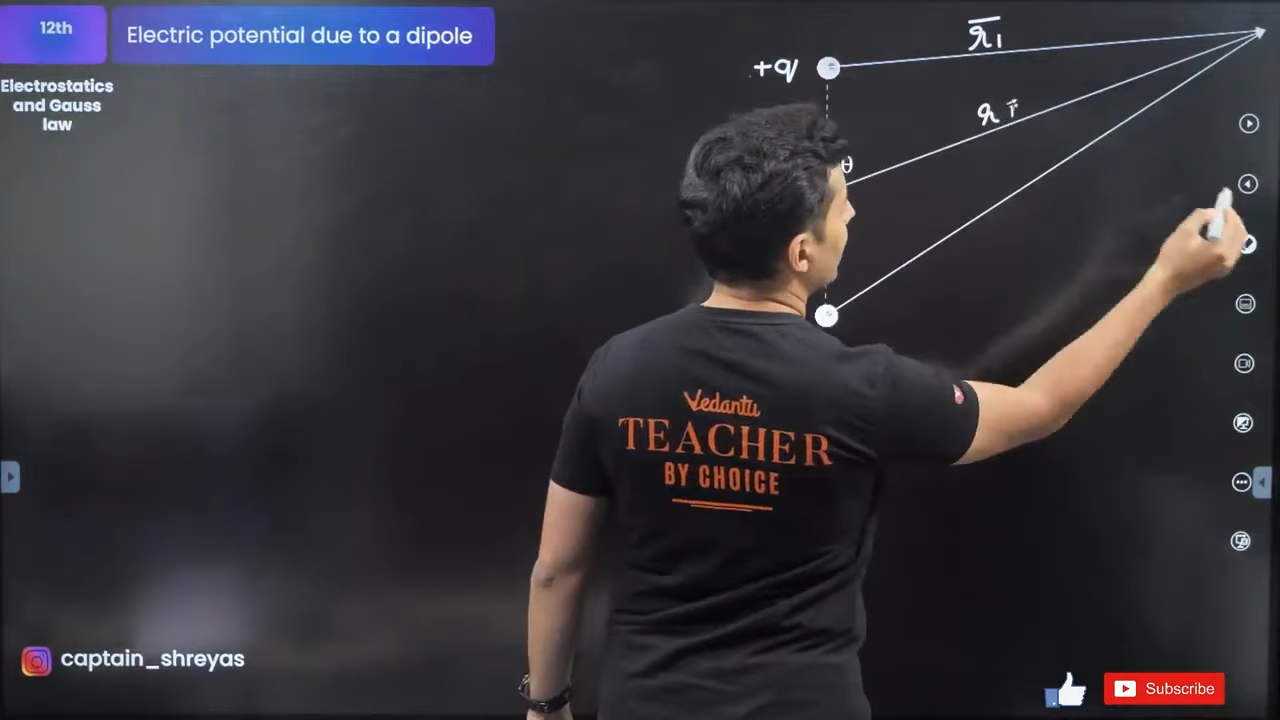 12th
Electric potential due to a dipole
Electrostatics
and Gauss
law
+q
r₁
r r⃗
θ
Vedantu
TEACHER
BY CHOICE
captain_shreyas
Subscribe